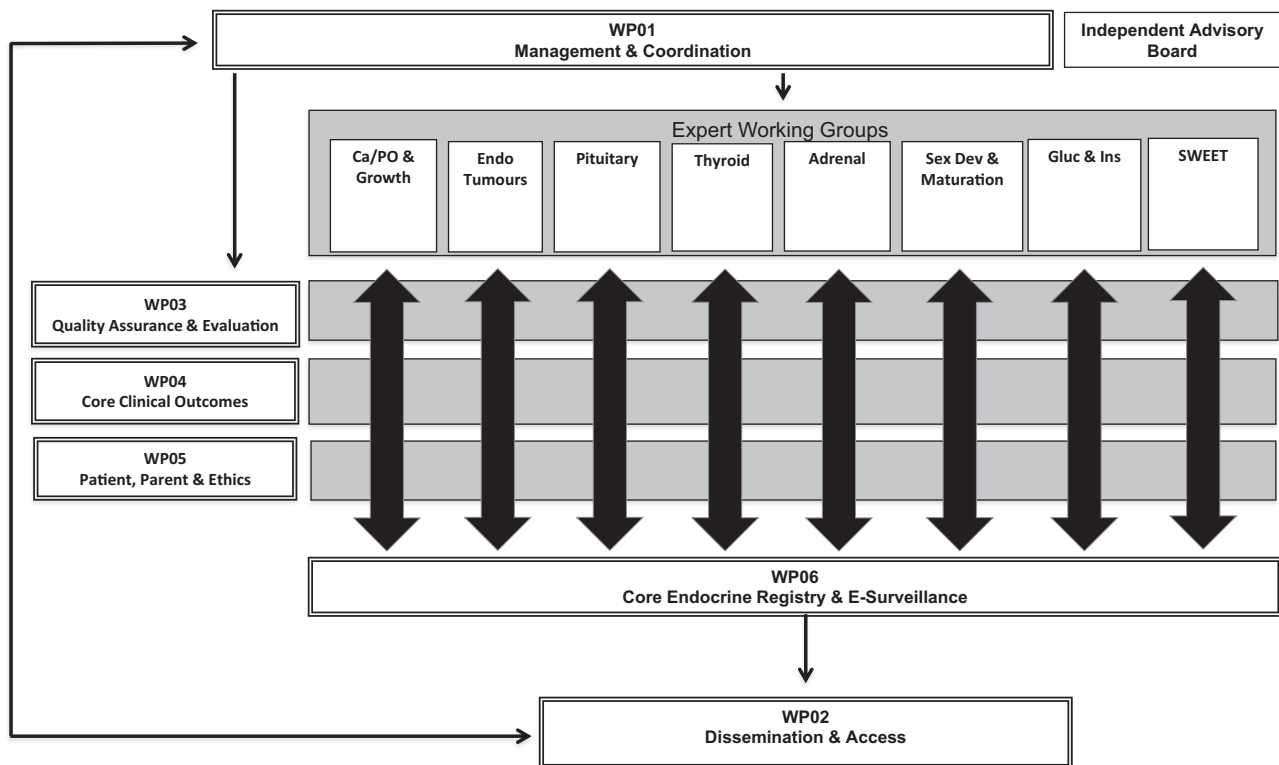 WP01
Management & Coordination
Independent Advisory
Board
Expert Working Groups
Ca/PO &
Growth
Endo
Tumours
Pituitary
Thyroid
Adrenal
Sex Dev &
Maturation
Gluc & Ins
SWEET
WP03
Quality Assurance & Evaluation
WP04
Core Clinical Outcomes
WP05
Patient, Parent & Ethics
WP06
Core Endocrine Registry & E-Surveillance
WP02
Dissemination & Access